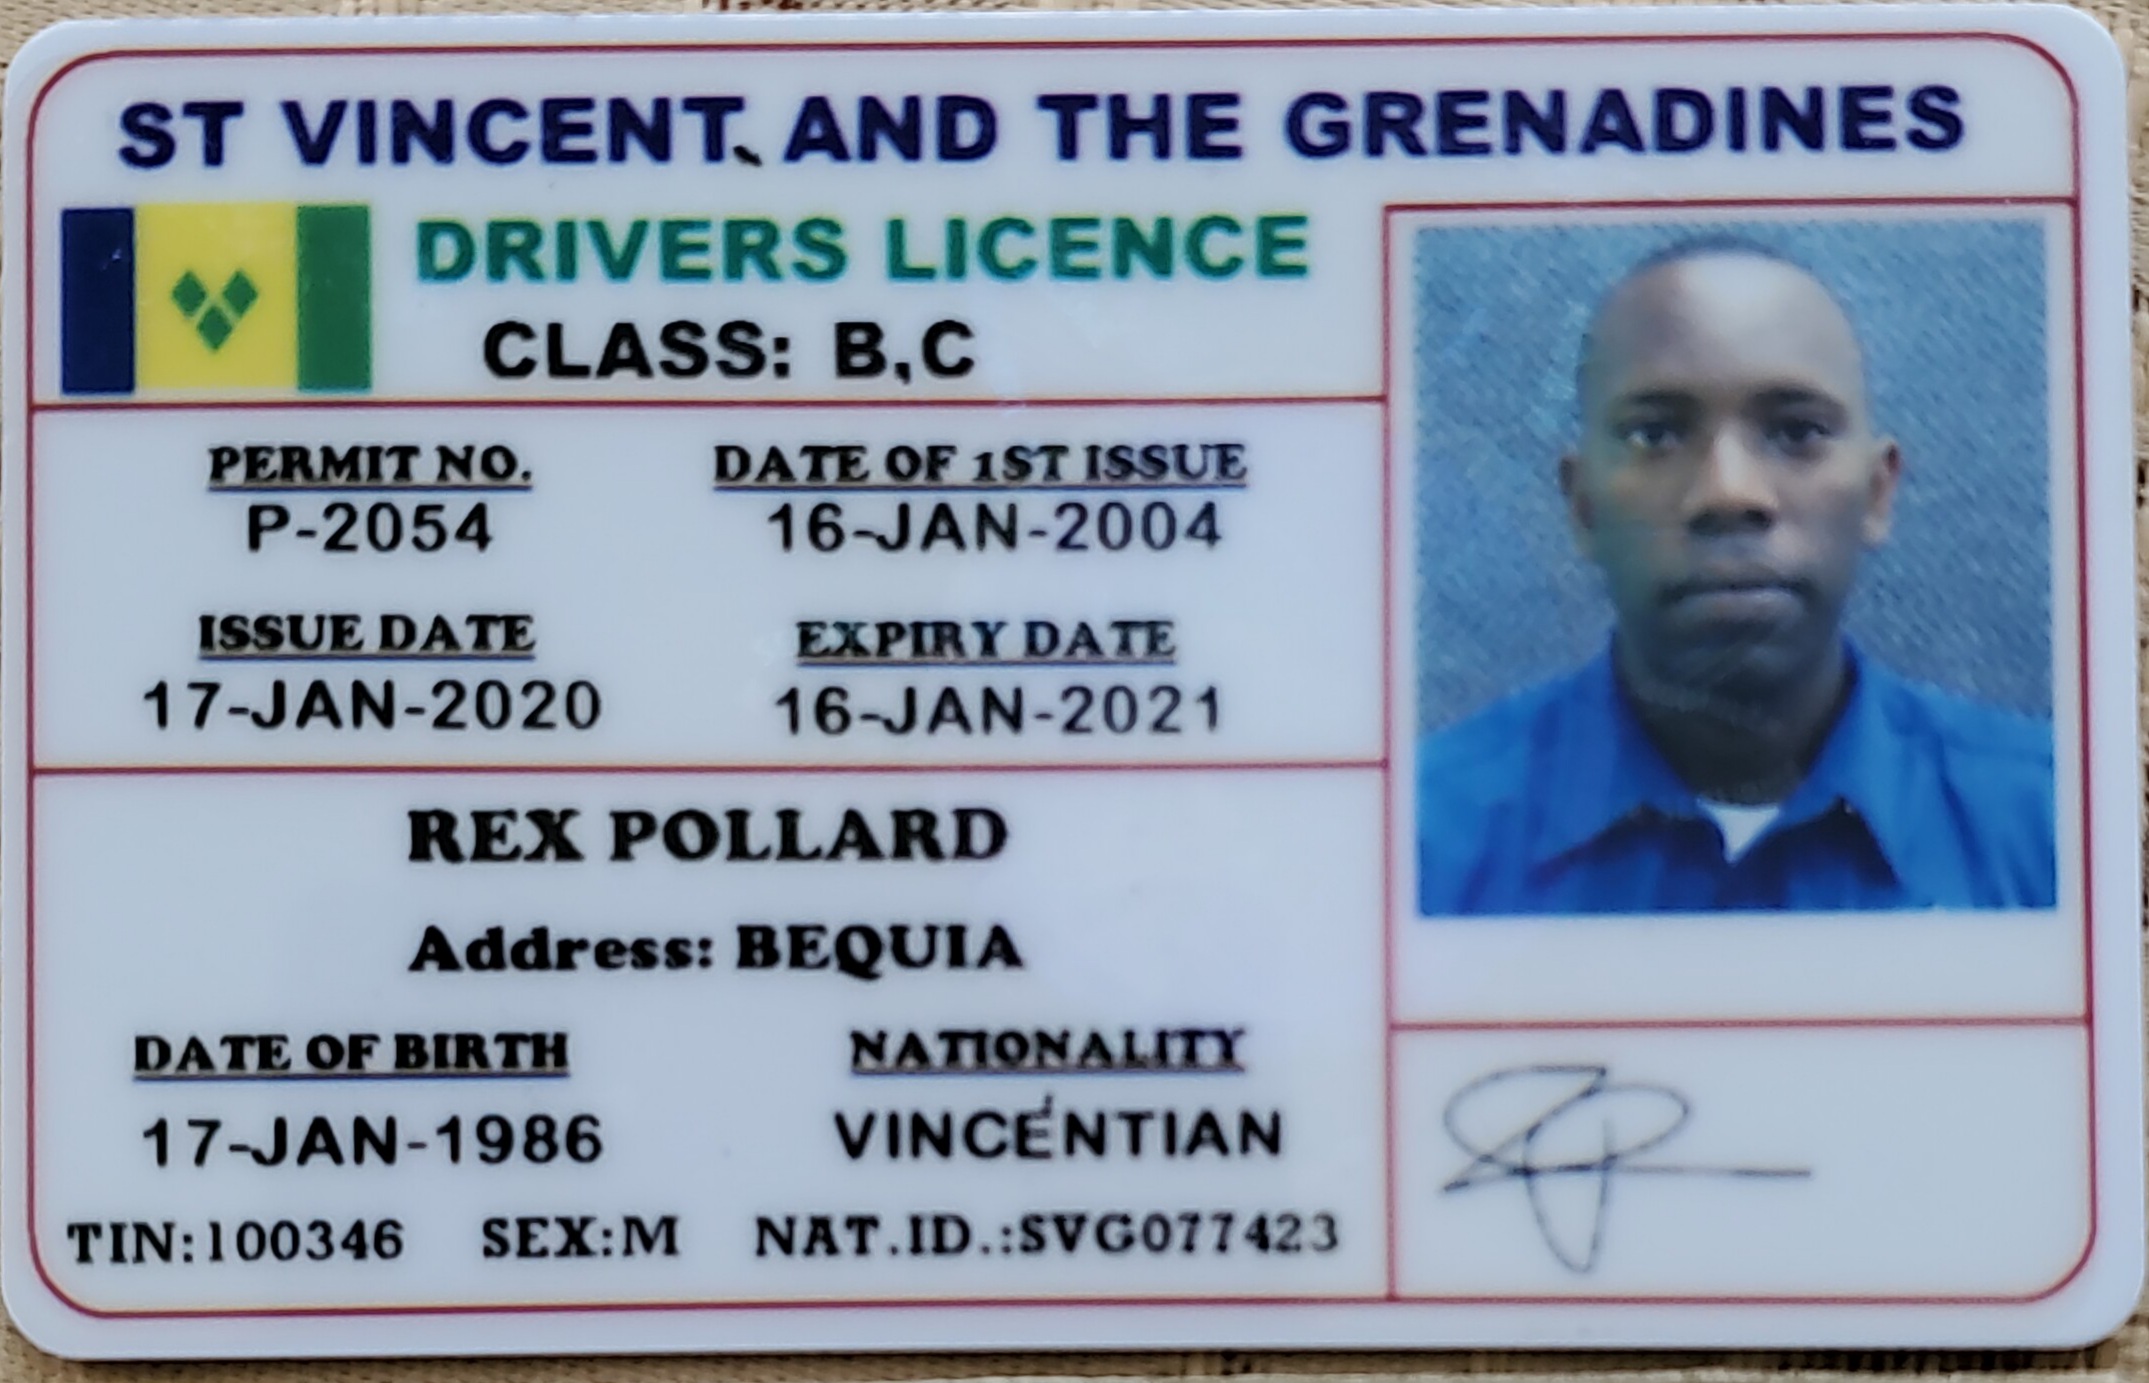 ST VINCENT AND THE GRENADINES
DRIVERS LICENCE
CLASS: B,C
PERMIT NO. DATE OF 1ST ISSUE
P-2054 16-JAN-2004
ISSUE DATE EXPIRY DATE
17-JAN-2020 16-JAN-2021
REX POLLARD
Address: BEQUIA
DATE OF BIRTH NATIONALITY
17-JAN-1986 VINCENTIAN
TIN:100346 SEX:M NAT.ID.:SVG077423